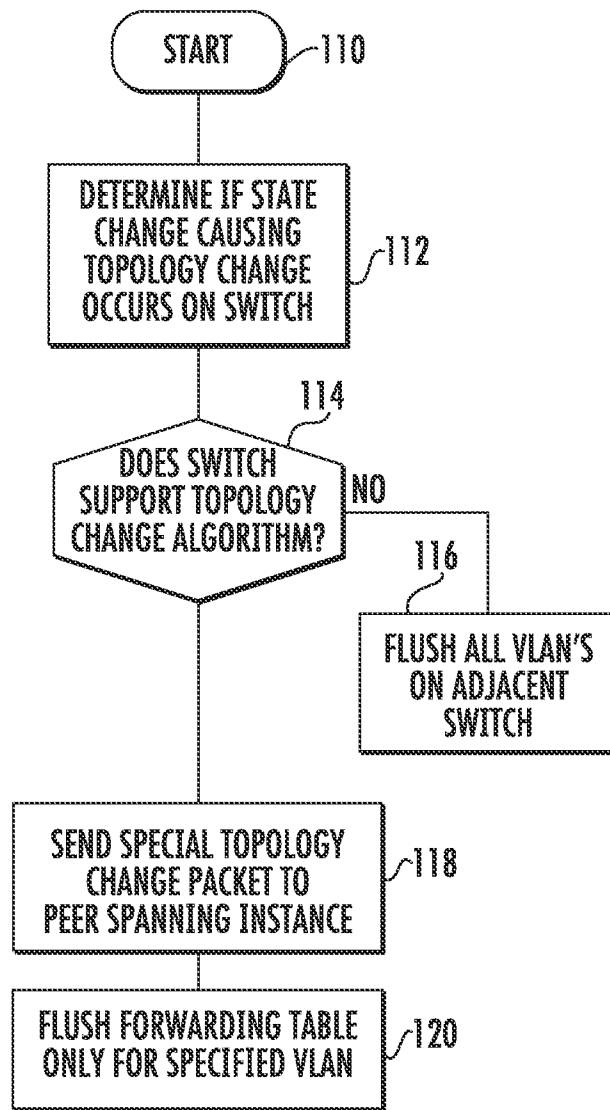 START
110
DETERMINE IF STATE
CHANGE CAUSING
TOPOLOGY CHANGE
OCCURS ON SWITCH
112
114
DOES SWITCH
SUPPORT TOPOLOGY
CHANGE ALGORITHM?
NO
116
FLUSH ALL VLAN'S
ON ADJACENT
SWITCH
SEND SPECIAL TOPOLOGY
CHANGE PACKET TO
PEER SPANNING INSTANCE
118
FLUSH FORWARDING TABLE
ONLY FOR SPECIFIED VLAN
120